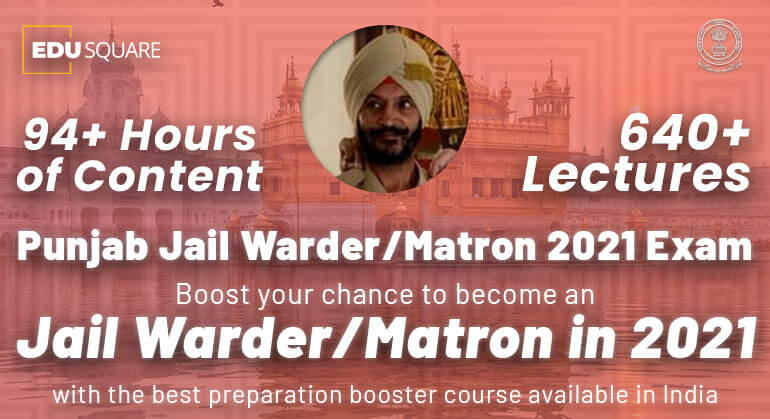 EDU SQUARE
94+ Hours
of Content
640+
Lectures
Punjab Jail Warder/Matron 2021 Exam
Boost your chance to become an
Jail Warder/Matron in 2021
with the best preparation booster course available in India